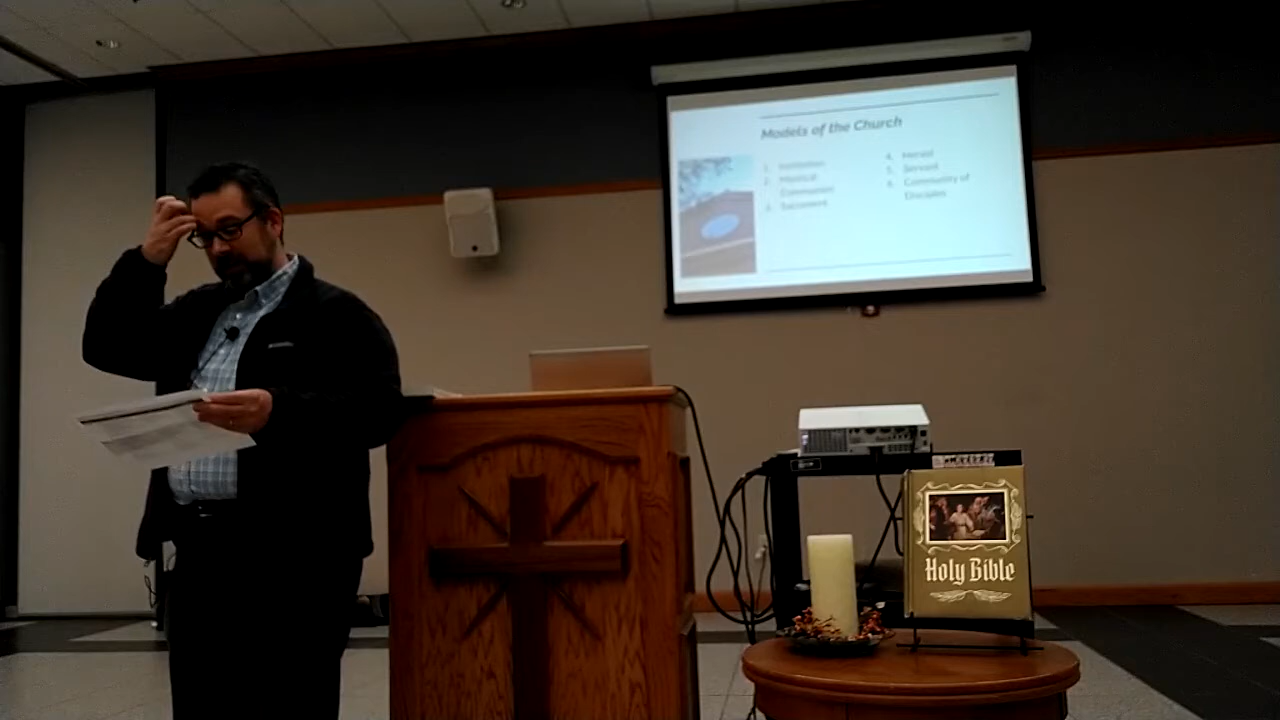 Models of the Church
1. Institution
2. Mystical
Communion
3. Sacrament
4. Herald
5. Servant
6. Community of
Disciples
Holy Bible